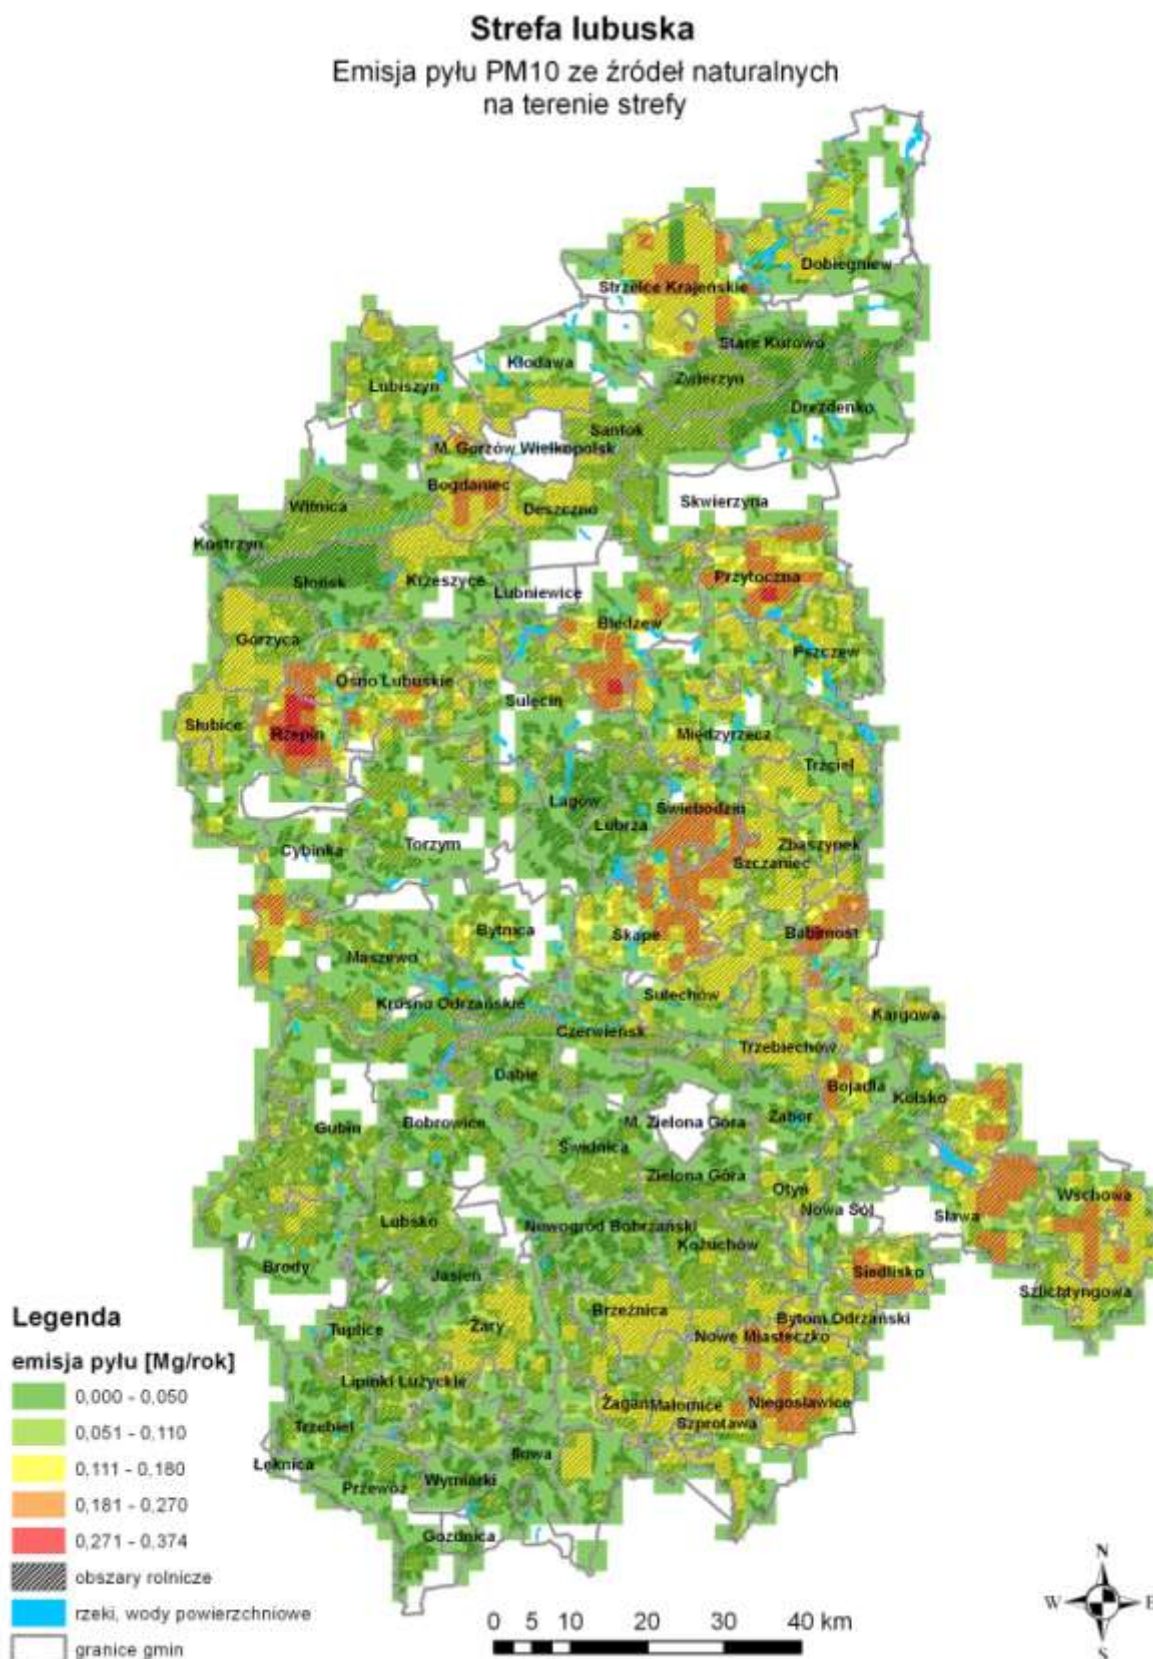 Strefa lubuska
Emisja pyłu PM10 ze źródeł naturalnych
na terenie strefy
Dobiegniew
Strzelce Krajeńskie
Stare Kurowo
Kłodawa
Zwierzyn
Lubiszyn
Drezdenko
Santok
M. Gorzów Wielkopolsk
Bogdaniec
Skwierzyna
Deszczno
Witnica
Kostrzyn
Przytoczna
Słońsk
Krzeszyce
Lubniewice
Bledzew
Górzyca
Pszczew
Ośno Lubuskie
Sulęcin
Słubice
Rzepin
Międzyrzecz
Trzciel
Łagów
Świebodzin
Lubrza
Torzym
Zbąszynek
Cybinka
Szczaniec
Bytnica
Skąpe
Babimost
Maszewo
Sulechów
Krosno Odrzańskie
Kargowa
Czerwieńsk
Trzebiechów
Dąbie
Bojadła
Kolsko
Zabór
Bobrowice
M. Zielona Góra
Gubin
Świdnica
Zielona Góra
Otyń
Wschowa
Nowa Sól
Sława
Lubsko
Nowogród Bobrzański
Kożuchów
Brody
Jasień
Siedlisko
Szlichtyngowa
Brzeźnica
Bytom Odrzański
Tuplice
Żary
Nowe Miasteczko
Lipinki Łużyckie
Żagań
Małomice
Niegosławice
Szprotawa
Trzebiel
Iłowa
Łęknica
Wymiarki
Przewóz
Gozdnica
Legenda
emisja pyłu [Mg/rok]
0,000 - 0,050
0,051 - 0,110
0,111 - 0,180
0,181 - 0,270
0,271 - 0,374
obszary rolnicze
rzeki, wody powierzchniowe
granice gmin
0 5 10 20 30 40 km
N
W E
S